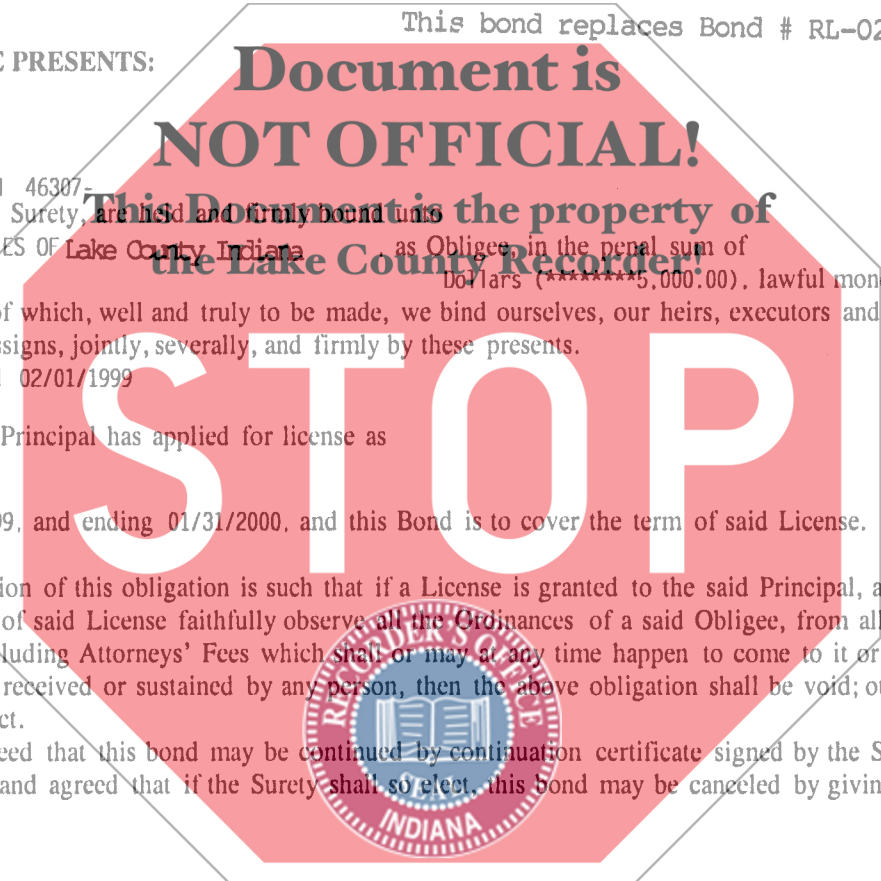 This bond replaces Bond # RL-02
E PRESENTS:
Document is
NOT OFFICIAL!
46307-
This Document is the property of
Surety, are held and firmly bound unto
ES OF Lake County Indiana , as Obligee, in the penal sum of
the Lake County Recorder!
Dollars (*********5,000.00), lawful mon
of which, well and truly to be made, we bind ourselves, our heirs, executors and
ssigns, jointly, severally, and firmly by these presents.
02/01/1999
STOP
Principal has applied for license as
99, and ending 01/31/2000, and this Bond is to cover the term of said License.
ion of this obligation is such that if a License is granted to the said Principal, a
of said License faithfully observe all the Ordinances of a said Obligee, from all
luding Attorneys' Fees which shall or may at any time happen to come to it or
received or sustained by any person, then the above obligation shall be void; ot
ct.
eed that this bond may be continued by continuation certificate signed by the S
and agreed that if the Surety shall so elect, this bond may be canceled by givin
RECORDER'S OFFICE
SEAL
INDIANA